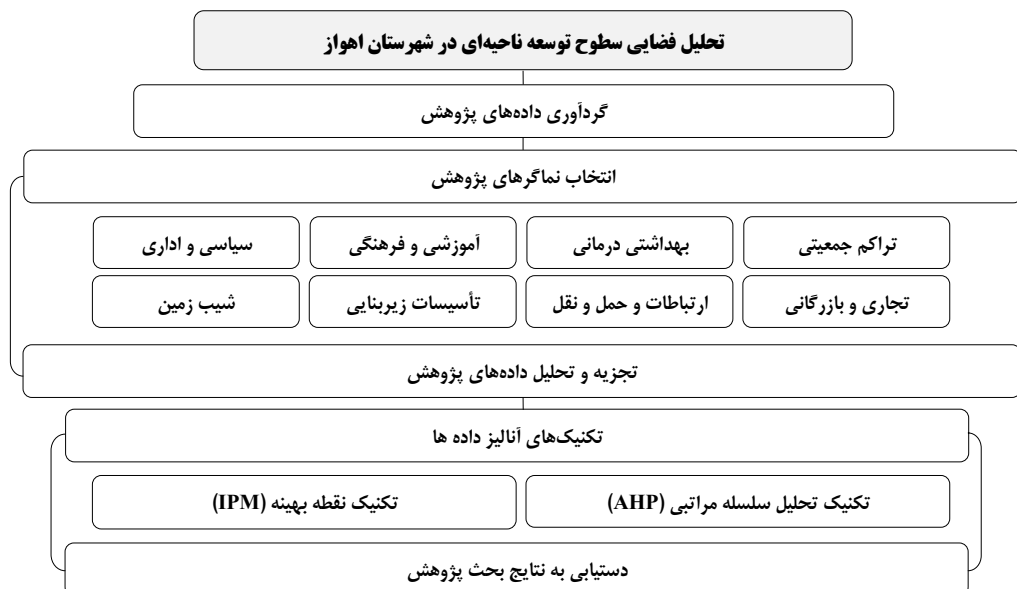 تحلیل فضایی سطوح توسعه ناحیه‌ای در شهرستان اهواز
گردآوری داده‌های پژوهش
انتخاب نماگرهای پژوهش
تراکم جمعیتی
بهداشتی درمانی
آموزشی و فرهنگی
سیاسی و اداری
تجاری و بازرگانی
ارتباطات و حمل و نقل
تأسیسات زیربنایی
شیب زمین
تجزیه و تحلیل داده‌های پژوهش
تکنیک‌های آنالیز داده ها
تکنیک تحلیل سلسله مراتبی (AHP)
تکنیک نقطه بهینه (IPM)
دستیابی به نتایج بحث پژوهش